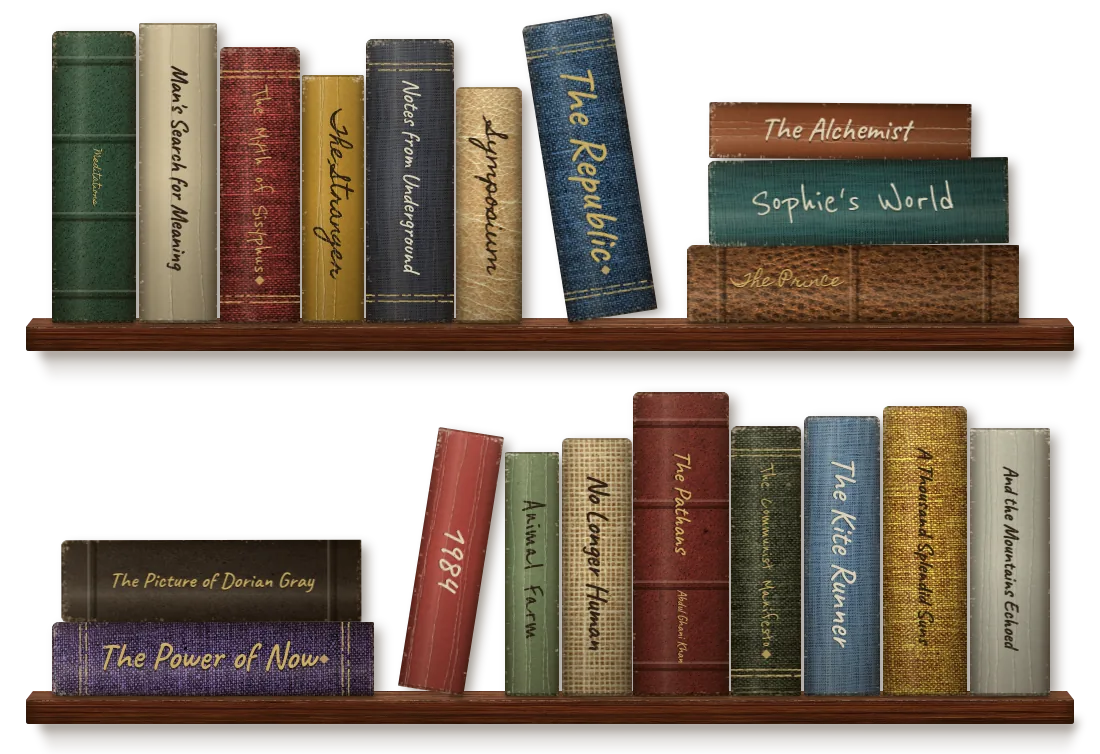 Meditations
Man's Search for Meaning
The Myth of Sisyphus
The Stranger
Notes from Underground
Symposium
The Republic
The Alchemist
Sophie's World
The Prince
The Picture of Dorian Gray
The Power of Now
1984
Animal Farm
No Longer Human
The Pathans
Abdul Ghani Khan
The Communist Manifesto
The Kite Runner
A Thousand Splendid Suns
And the Mountains Echoed